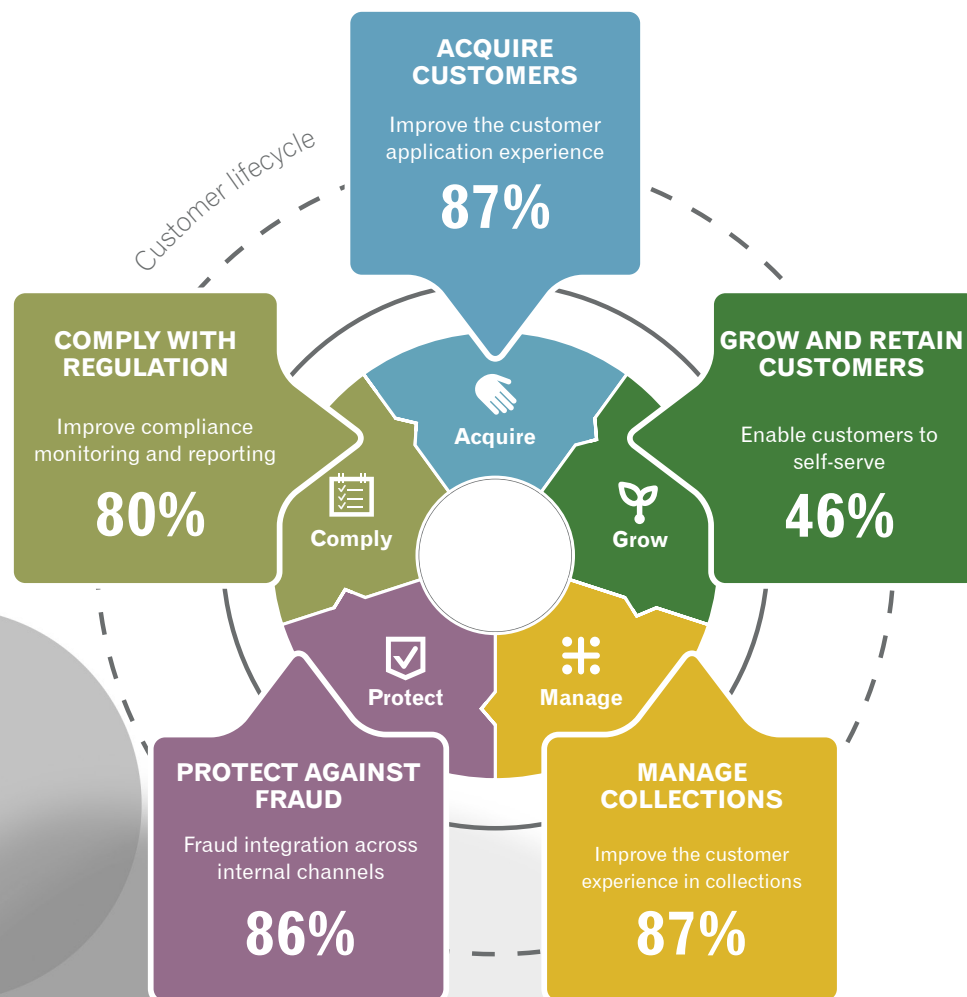 ACQUIRE
CUSTOMERS
Improve the customer
application experience
87%
Customer lifecycle
COMPLY WITH
REGULATION
Improve compliance
monitoring and reporting
80%
GROW AND RETAIN
CUSTOMERS
Enable customers to
self-serve
46%
Acquire
Comply
Grow
Protect
Manage
PROTECT AGAINST
FRAUD
Fraud integration across
internal channels
86%
MANAGE
COLLECTIONS
Improve the customer
experience in collections
87%